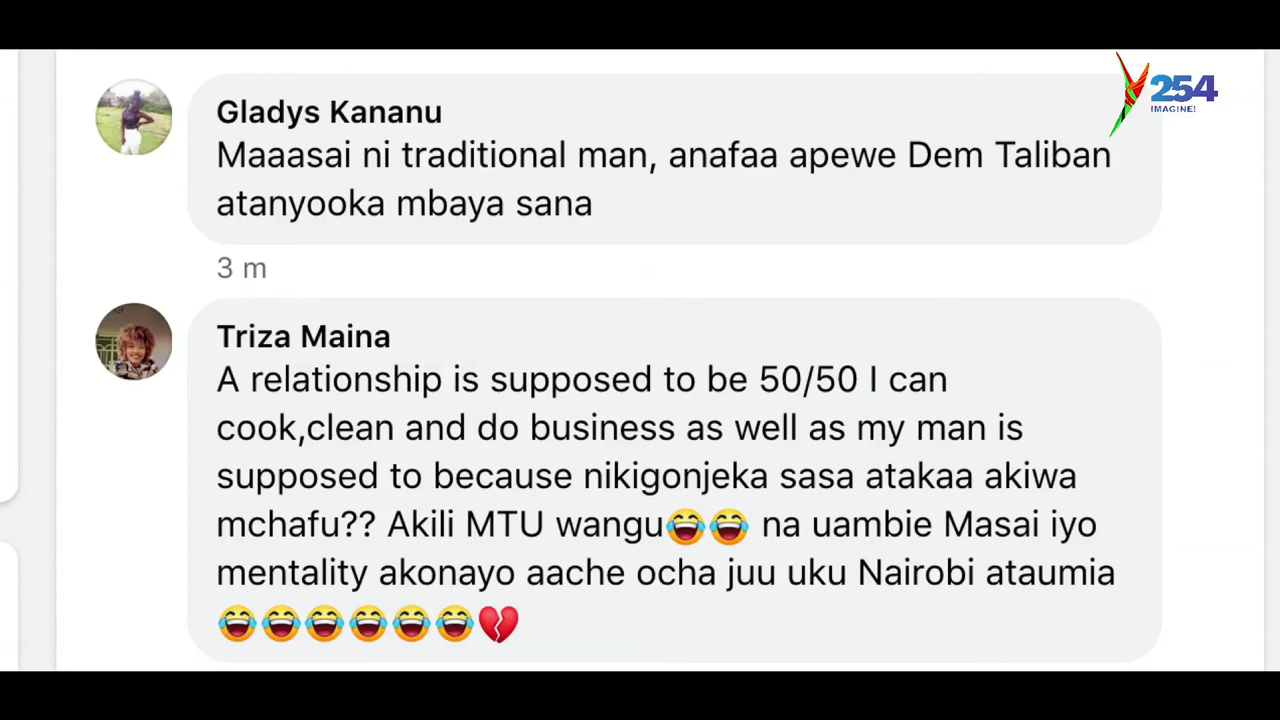 254
IMAGINE!
Gladys Kananu
Maaasai ni traditional man, anafaa apewe Dem Taliban
atanyooka mbaya sana
3 m
Triza Maina
A relationship is supposed to be 50/50 I can
cook,clean and do business as well as my man is
supposed to because nikigonjeka sasa atakaa akiwa
mchafu?? Akili MTU wangu😂😂 na uambie Masai iyo
mentality akonayo aache ocha juu uku Nairobi ataumia
😂😂😂😂😂😂💔